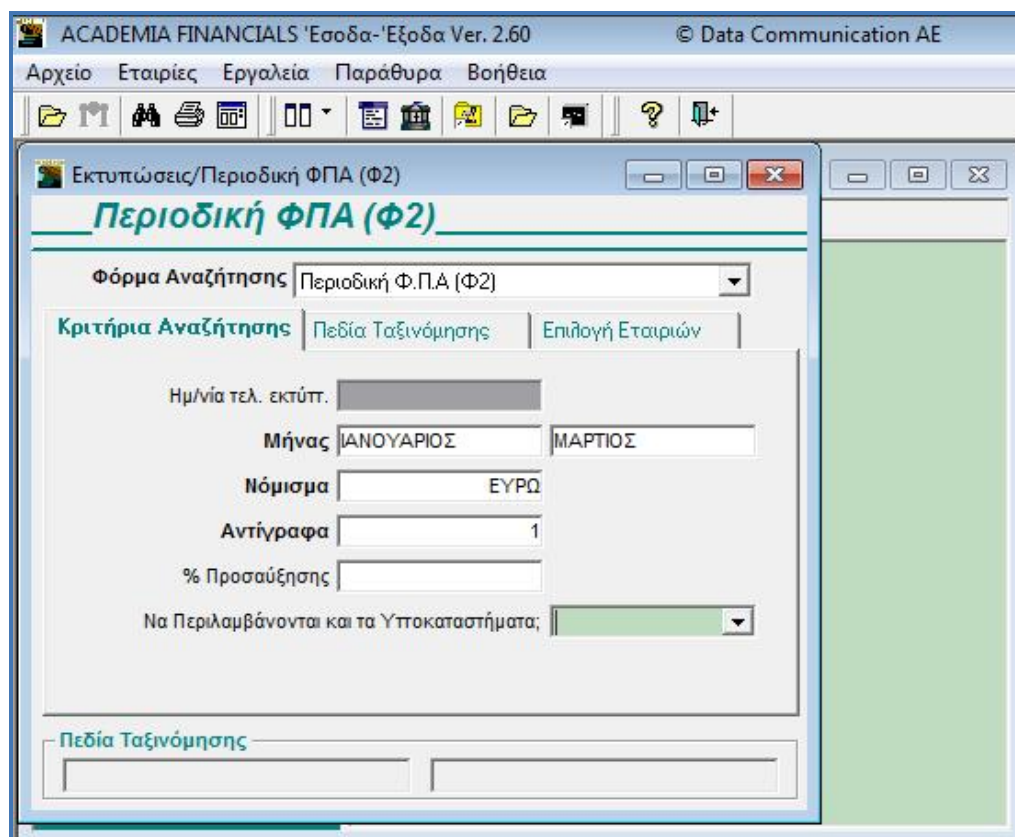 ACADEMIA FINANCIALS 'Εσοδα-'Εξοδα Ver. 2.60 © Data Communication AE
Αρχείο Εταιρίες Εργαλεία Παράθυρα Βοήθεια
Εκτυπώσεις/Περιοδική ΦΠΑ (Φ2)
Περιοδική ΦΠΑ (Φ2)
Φόρμα Αναζήτησης Περιοδική Φ.Π.Α (Φ2)
Κριτήρια Αναζήτησης Πεδία Ταξινόμησης Επιλογή Εταιριών
Ημ/νία τελ. εκτύπ.
Μήνας ΙΑΝΟΥΑΡΙΟΣ ΜΑΡΤΙΟΣ
Νόμισμα ΕΥΡΩ
Αντίγραφα 1
% Προσαύξησης
Να Περιλαμβάνονται και τα Υποκαταστήματα;
Πεδία Ταξινόμησης